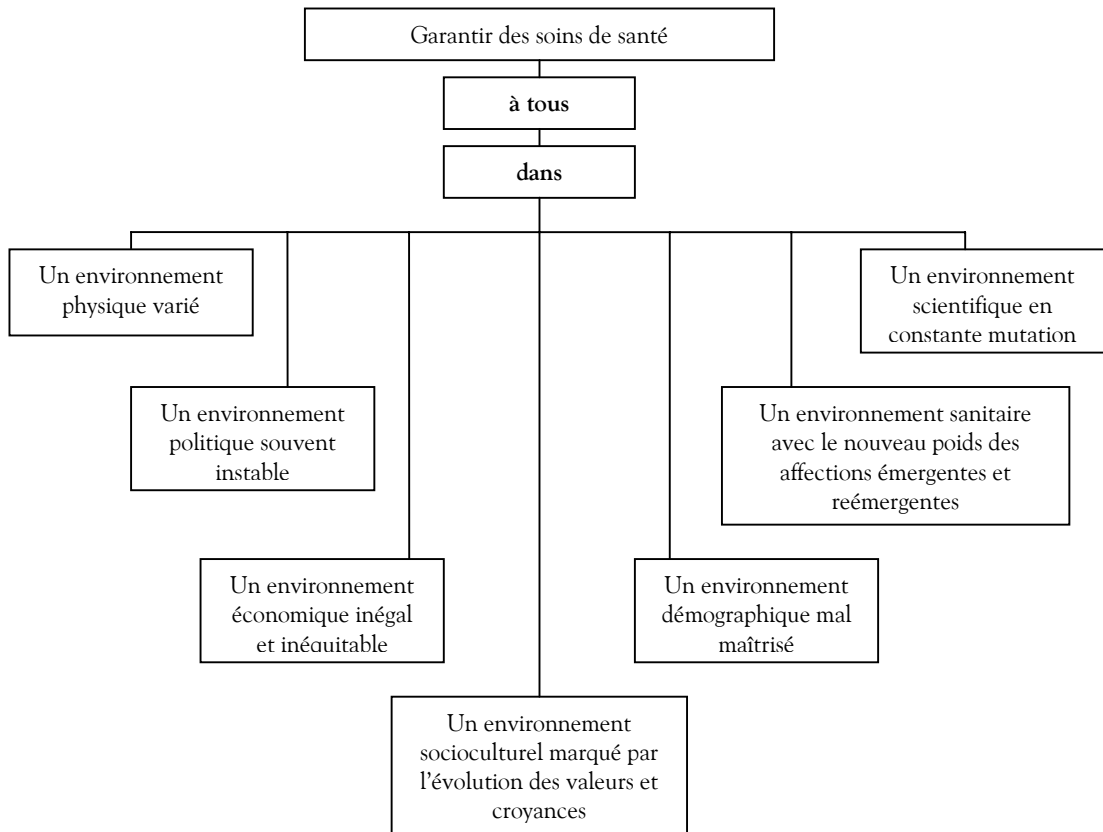 Garantir des soins de santé
à tous
dans
Un environnement
physique varié
Un environnement
scientifique en
constante mutation
Un environnement
politique souvent
instable
Un environnement sanitaire
avec le nouveau poids des
affections émergentes et
reémergentes
Un environnement
économique inégal
et inéquitable
Un environnement
démographique mal
maîtrisé
Un environnement
socioculturel marqué par
l'évolution des valeurs et
croyances